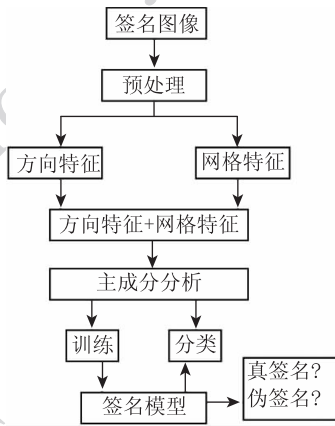 签名图像
预处理
方向特征
网格特征
方向特征+网格特征
主成分分析
训练
分类
签名模型
真签名?
伪签名?